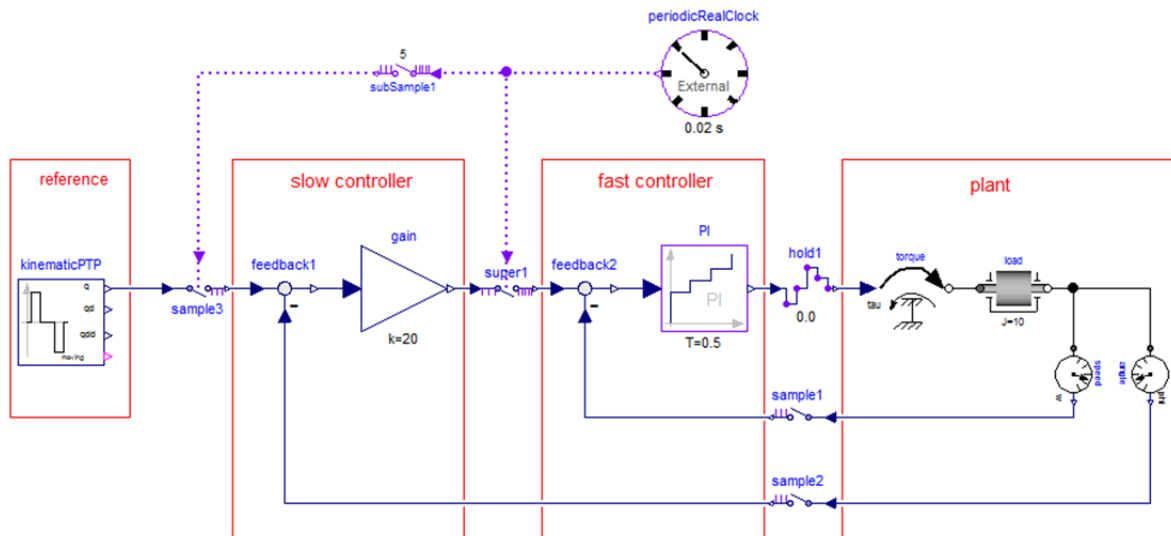 periodicRealClock
5
subSample1
External
0.02 s
reference
slow controller
fast controller
plant
kinematicPTP
q
qd
qdd
moving
sample3
feedback1
gain
k=20
super1
feedback2
PI
PI
T=0.5
hold1
0.0
torque
tau
load
J=10
speed
w
angle
phi
sample1
sample2